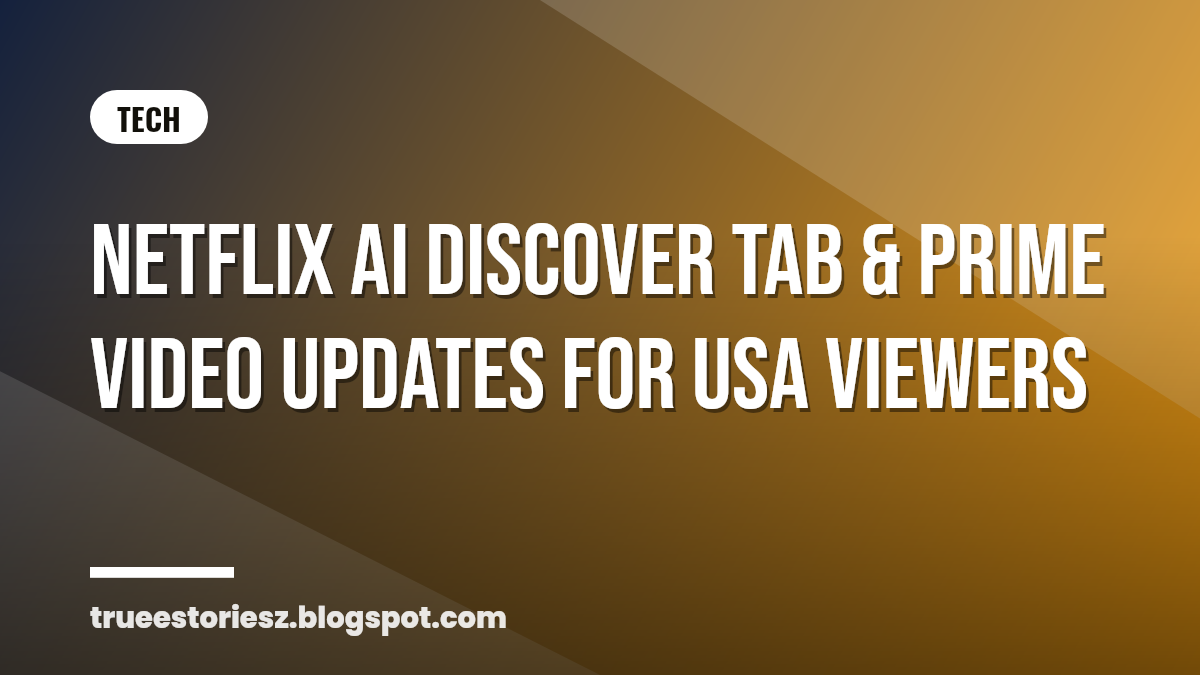 TECH
NETFLIX AI DISCOVER TAB & PRIME
VIDEO UPDATES FOR USA VIEWERS
trueestoriesz.blogspot.com